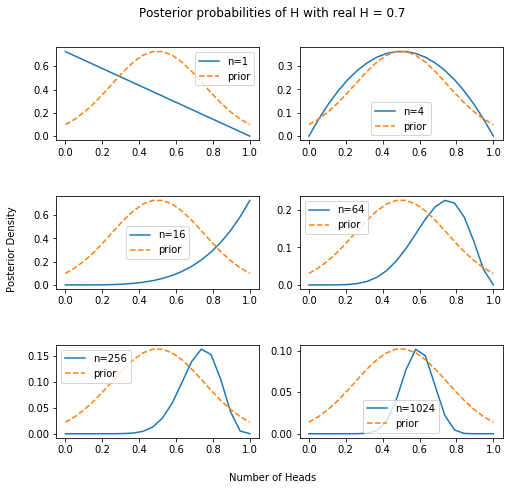 Posterior probabilities of H with real H = 0.7
0.6
0.4
0.2
0.0
n=1
prior
0.0 0.2 0.4 0.6 0.8 1.0
0.3
0.2
0.1
0.0
n=4
prior
0.0 0.2 0.4 0.6 0.8 1.0
Posterior Density
0.6
0.4
0.2
0.0
n=16
prior
0.0 0.2 0.4 0.6 0.8 1.0
0.2
0.1
0.0
n=64
prior
0.0 0.2 0.4 0.6 0.8 1.0
0.15
0.10
0.05
0.00
n=256
prior
0.0 0.2 0.4 0.6 0.8 1.0
0.10
0.05
0.00
n=1024
prior
0.0 0.2 0.4 0.6 0.8 1.0
Number of Heads